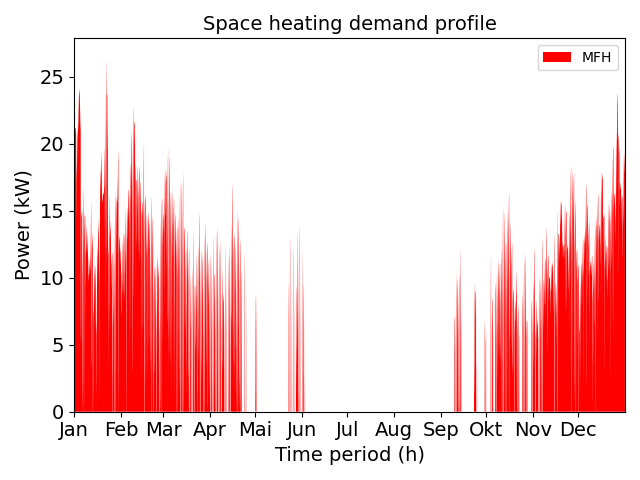 Space heating demand profile
MFH
Power (kW)
25
20
15
10
5
0
Jan Feb Mar Apr Mai Jun Jul Aug Sep Okt Nov Dec
Time period (h)